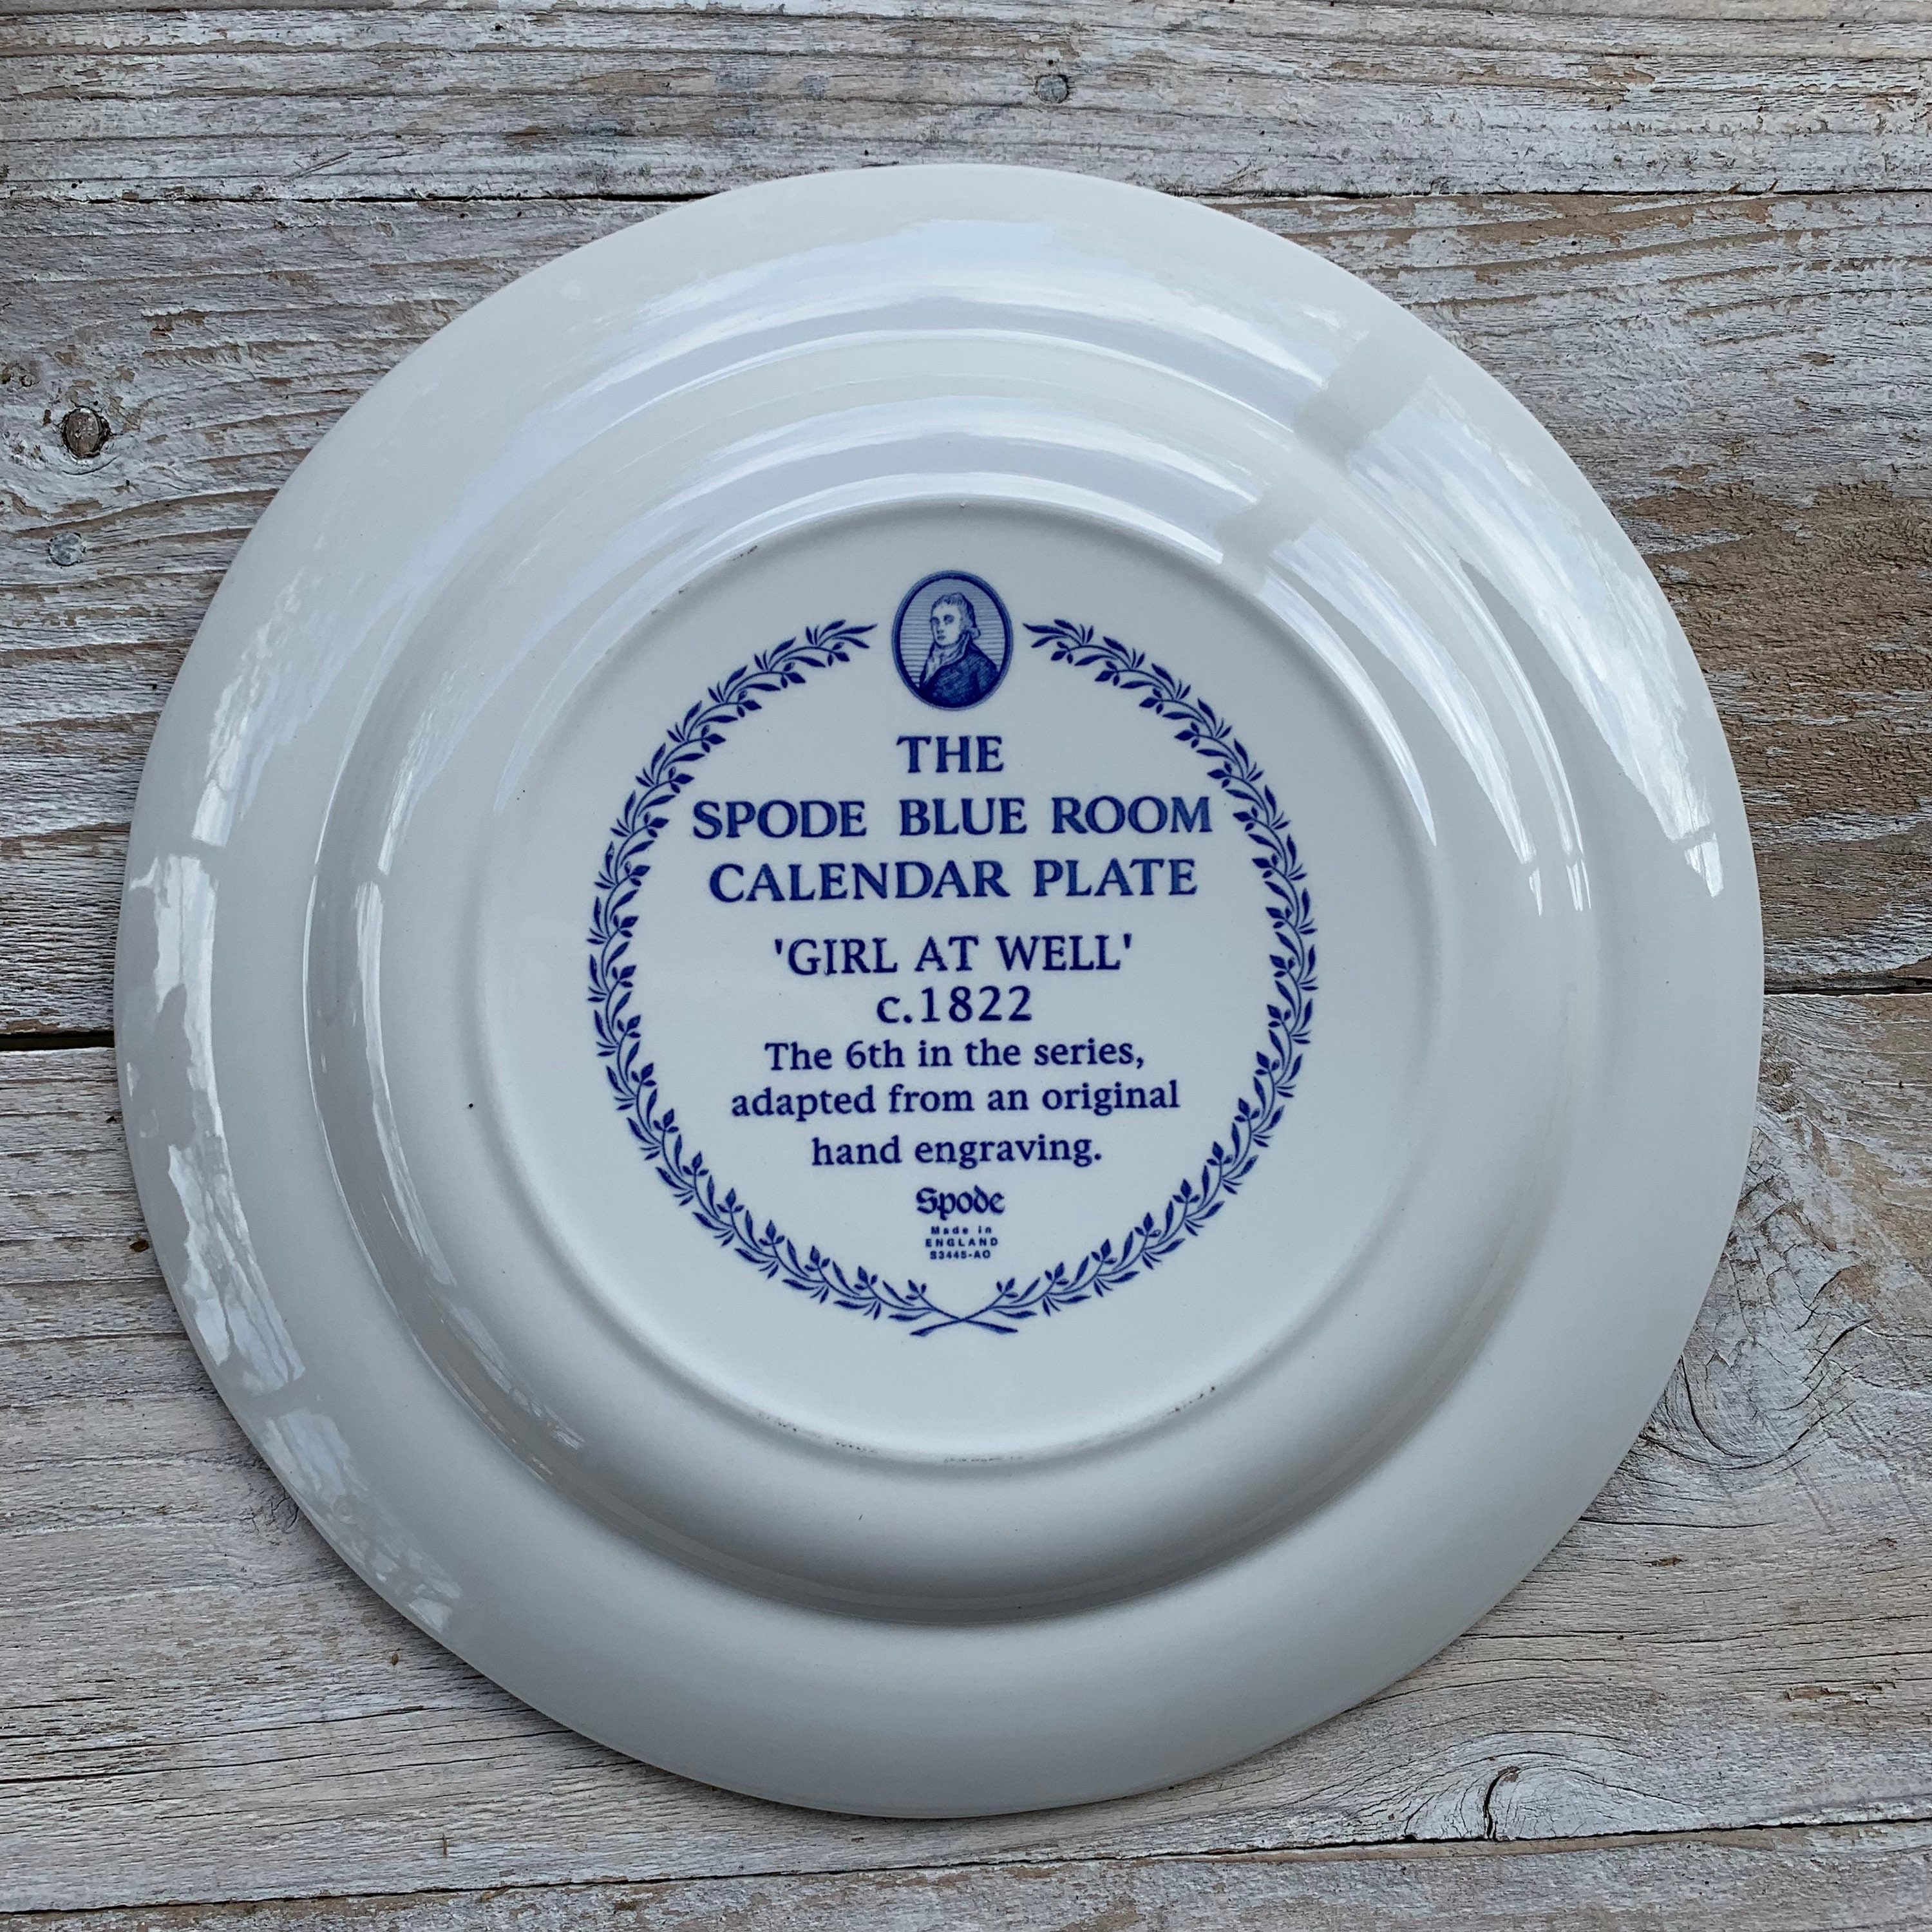 THE
SPODE BLUE ROOM
CALENDAR PLATE
'GIRL AT WELL'
c.1822
The 6th in the series,
adapted from an original
hand engraving.
Spode
Made in
ENGLAND
S3445-AO